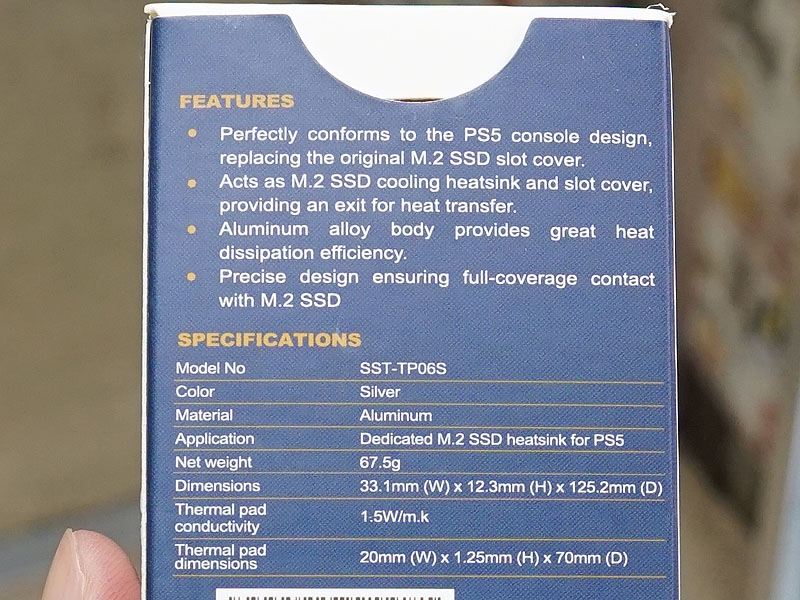 FEATURES
• Perfectly conforms to the PS5 console design,
replacing the original M.2 SSD slot cover.
• Acts as M.2 SSD cooling heatsink and slot cover,
providing an exit for heat transfer.
• Aluminum alloy body provides great heat
dissipation efficiency.
• Precise design ensuring full-coverage contact
with M.2 SSD
SPECIFICATIONS
Model No SST-TP06S
Color Silver
Material Aluminum
Application Dedicated M.2 SSD heatsink for PS5
Net weight 67.5g
Dimensions 33.1mm (W) x 12.3mm (H) x 125.2mm (D)
Thermal pad
conductivity 1.5W/m.k
Thermal pad
dimensions 20mm (W) x 1.25mm (H) x 70mm (D)